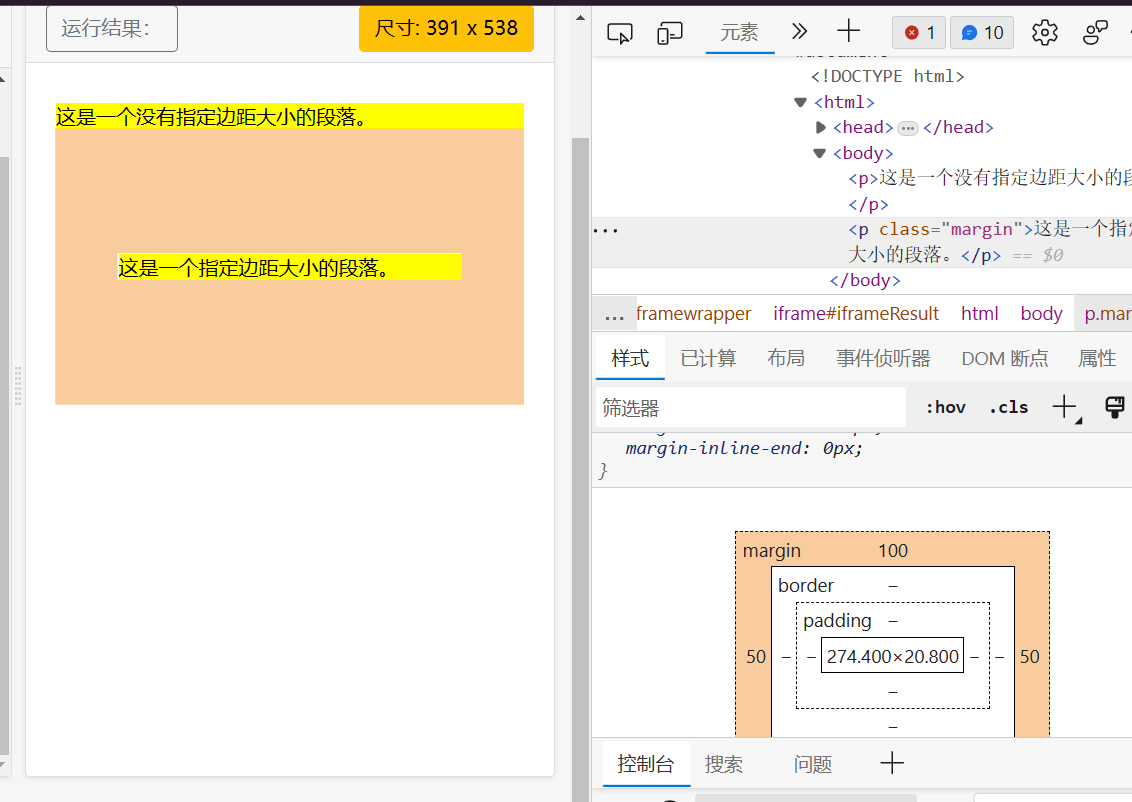 运行结果:
尺寸: 391 x 538
这是一个没有指定边距大小的段落。
这是一个指定边距大小的段落。
元素
1
10
<!DOCTYPE html>
<html>
<head> … </head>
<body>
<p>这是一个没有指定边距大小的
</p>
<p class="margin">这是一个指
大小的段落。</p> == $0
</body>
... framewrapper iframe#iframeResult html body p.mar
样式 已计算 布局 事件侦听器 DOM 断点 属性
筛选器 :hov .cls
margin-inline-end: 0px;
}
margin 100
border –
padding –
50 – – 274.400×20.800 – – 50
–
–
控制台 搜索 问题